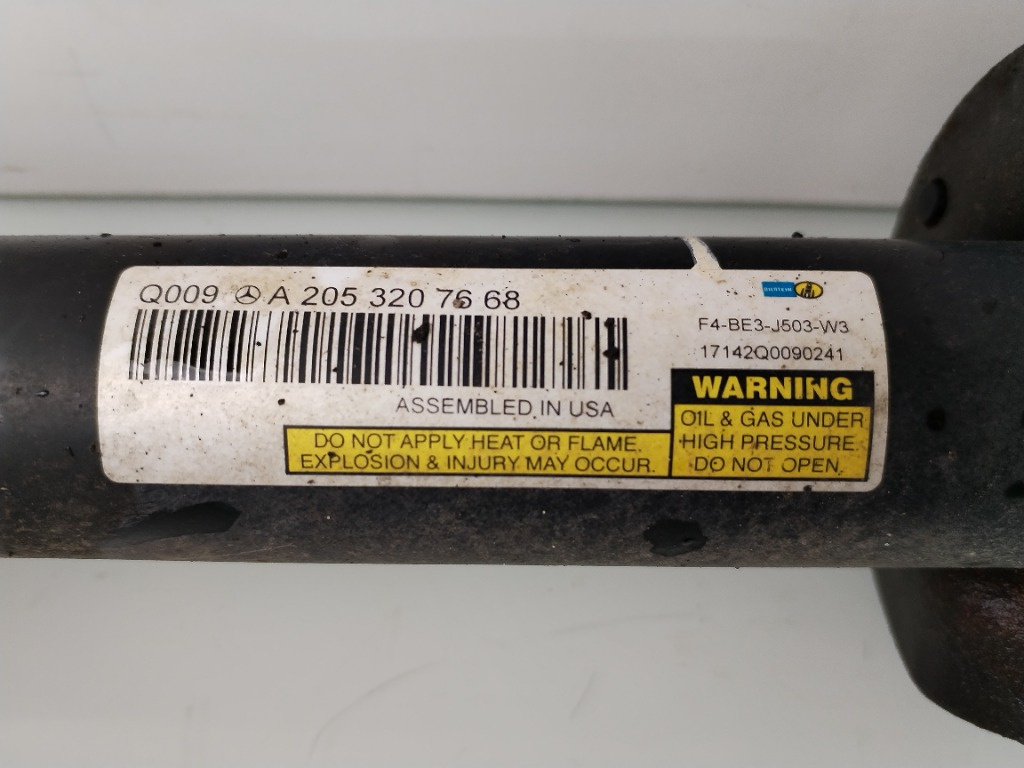 Q009 A 205 320 76 68
BILSTEIN
F4-BE3-J503-W3
17142Q0090241
ASSEMBLED IN USA
DO NOT APPLY HEAT OR FLAME.
EXPLOSION & INJURY MAY OCCUR.
WARNING
OIL & GAS UNDER
HIGH PRESSURE.
DO NOT OPEN.